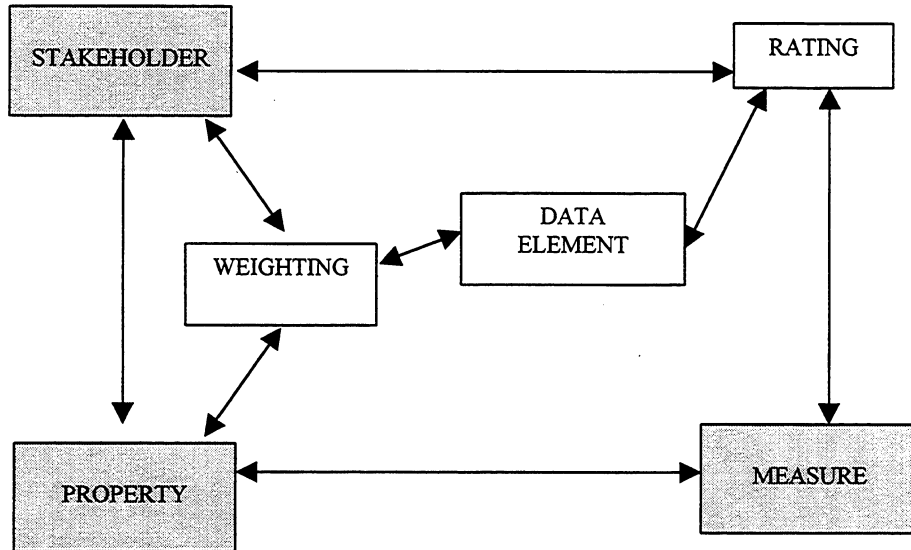 STAKEHOLDER
RATING
DATA
ELEMENT
WEIGHTING
PROPERTY
MEASURE